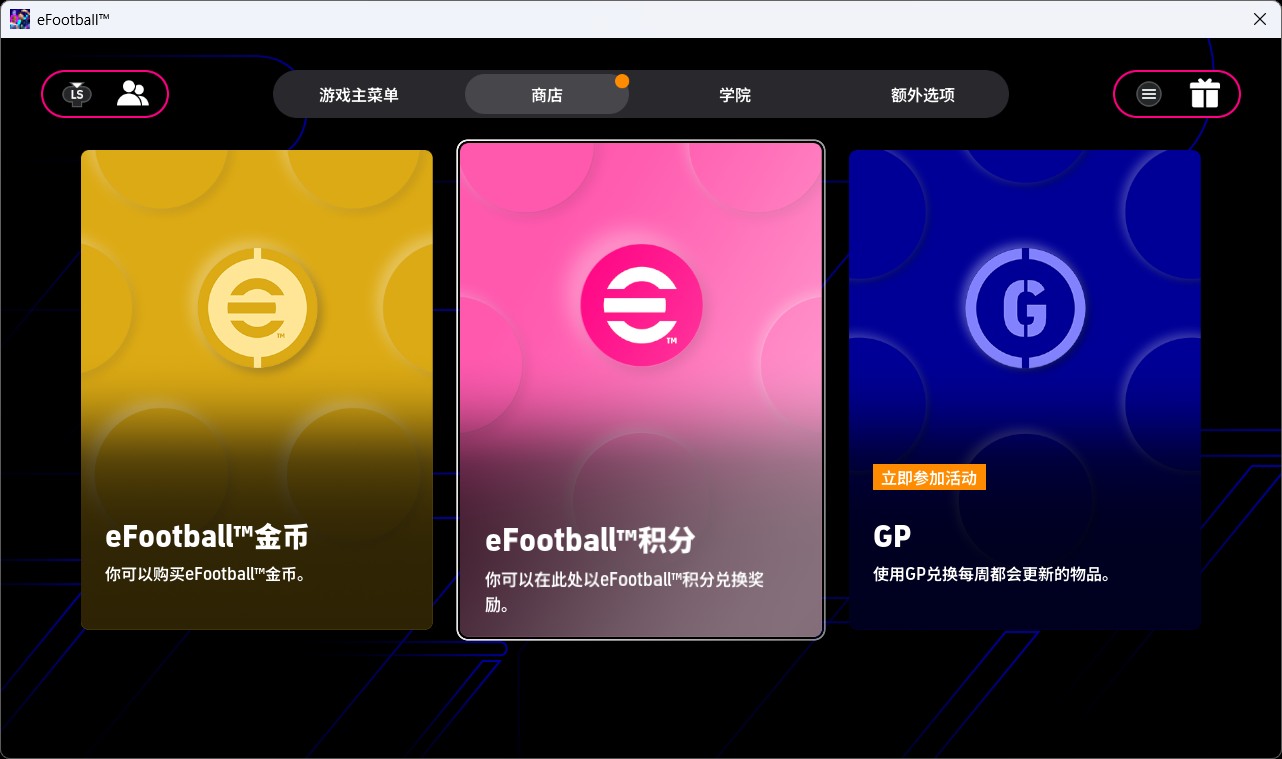 eFootball™
LS
游戏主菜单
商店
学院
额外选项
eFootball™金币
你可以购买eFootball™金币。
eFootball™积分
你可以在此处以eFootball™积分兑换奖
励。
立即参加活动
GP
使用GP兑换每周都会更新的物品。